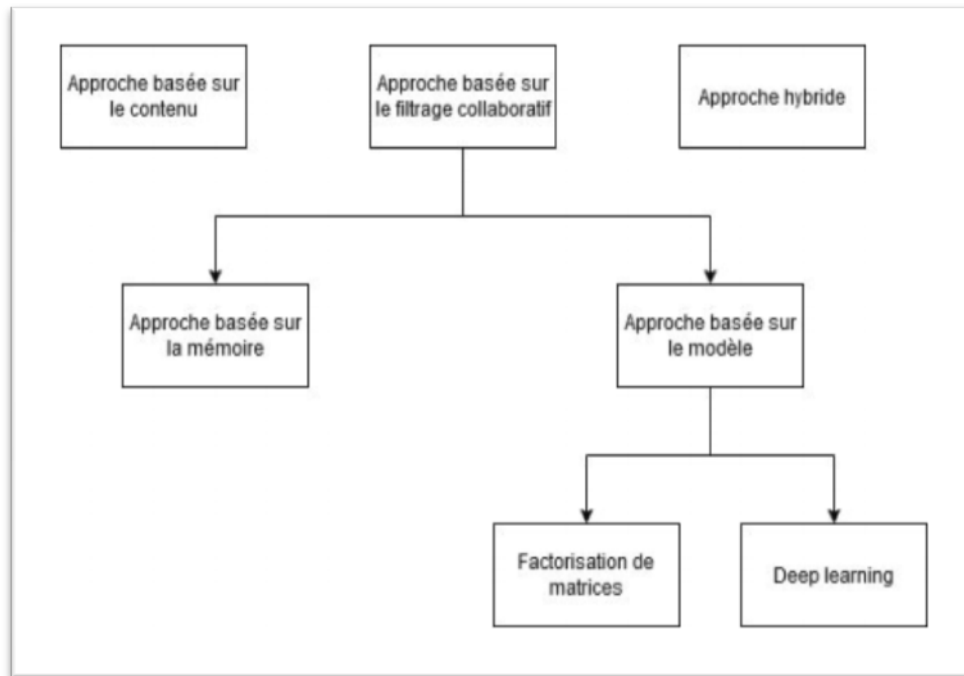 Approche basée sur
le contenu
Approche basée sur
le filtrage collaboratif
Approche hybride
Approche basée sur
la mémoire
Approche basée sur
le modèle
Factorisation de
matrices
Deep learning